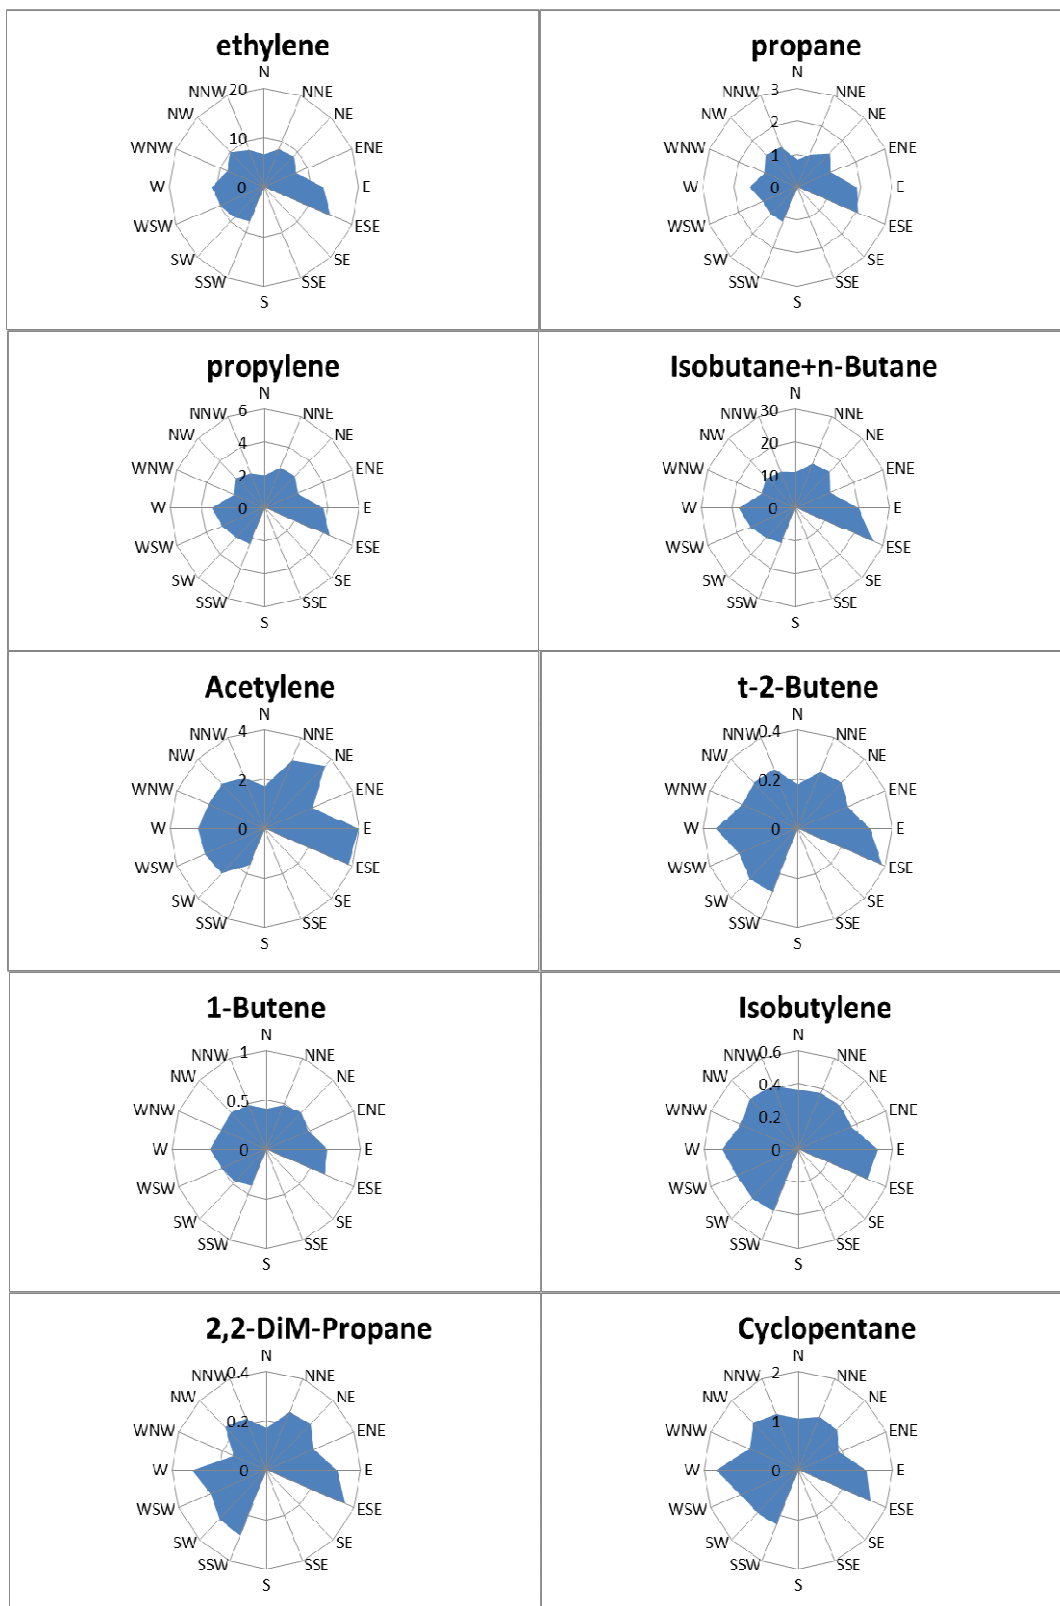 ethylene
N
NNW 20 NNE
NW NE
WNW 10 ENE
W 0 E
WSW ESE
SW SE
SSW SSE
S
propane
N
NNW 3 NNE
NW 2 NE
WNW 1 ENE
W 0 E
WSW ESE
SW SE
SSW SSE
S
propylene
N
NNW 6 NNE
NW 4 NE
WNW 2 ENE
W 0 E
WSW ESE
SW SE
SSW SSE
S
Isobutane+n-Butane
N
NNW 30 NNE
NW 20 NE
WNW 10 ENE
W 0 E
WSW ESE
SW SE
SSW SSE
S
Acetylene
N
NNW 4 NNE
NW NE
WNW 2 ENE
W 0 E
WSW ESE
SW SE
SSW SSE
S
t-2-Butene
N
NNW 0.4 NNE
NW NE
WNW 0.2 ENE
W 0 E
WSW ESE
SW SE
SSW SSE
S
1-Butene
N
NNW 1 NNE
NW NE
WNW 0.5 ENE
W 0 E
WSW ESE
SW SE
SSW SSE
S
Isobutylene
N
NNW 0.6 NNE
NW 0.4 NE
WNW 0.2 ENE
W 0 E
WSW ESE
SW SE
SSW SSE
S
2,2-DiM-Propane
N
NNW 0.4 NNE
NW NE
WNW 0.2 ENE
W 0 E
WSW ESE
SW SE
SSW SSE
S
Cyclopentane
N
NNW 2 NNE
NW NE
WNW 1 ENE
W 0 E
WSW ESE
SW SE
SSW SSE
S